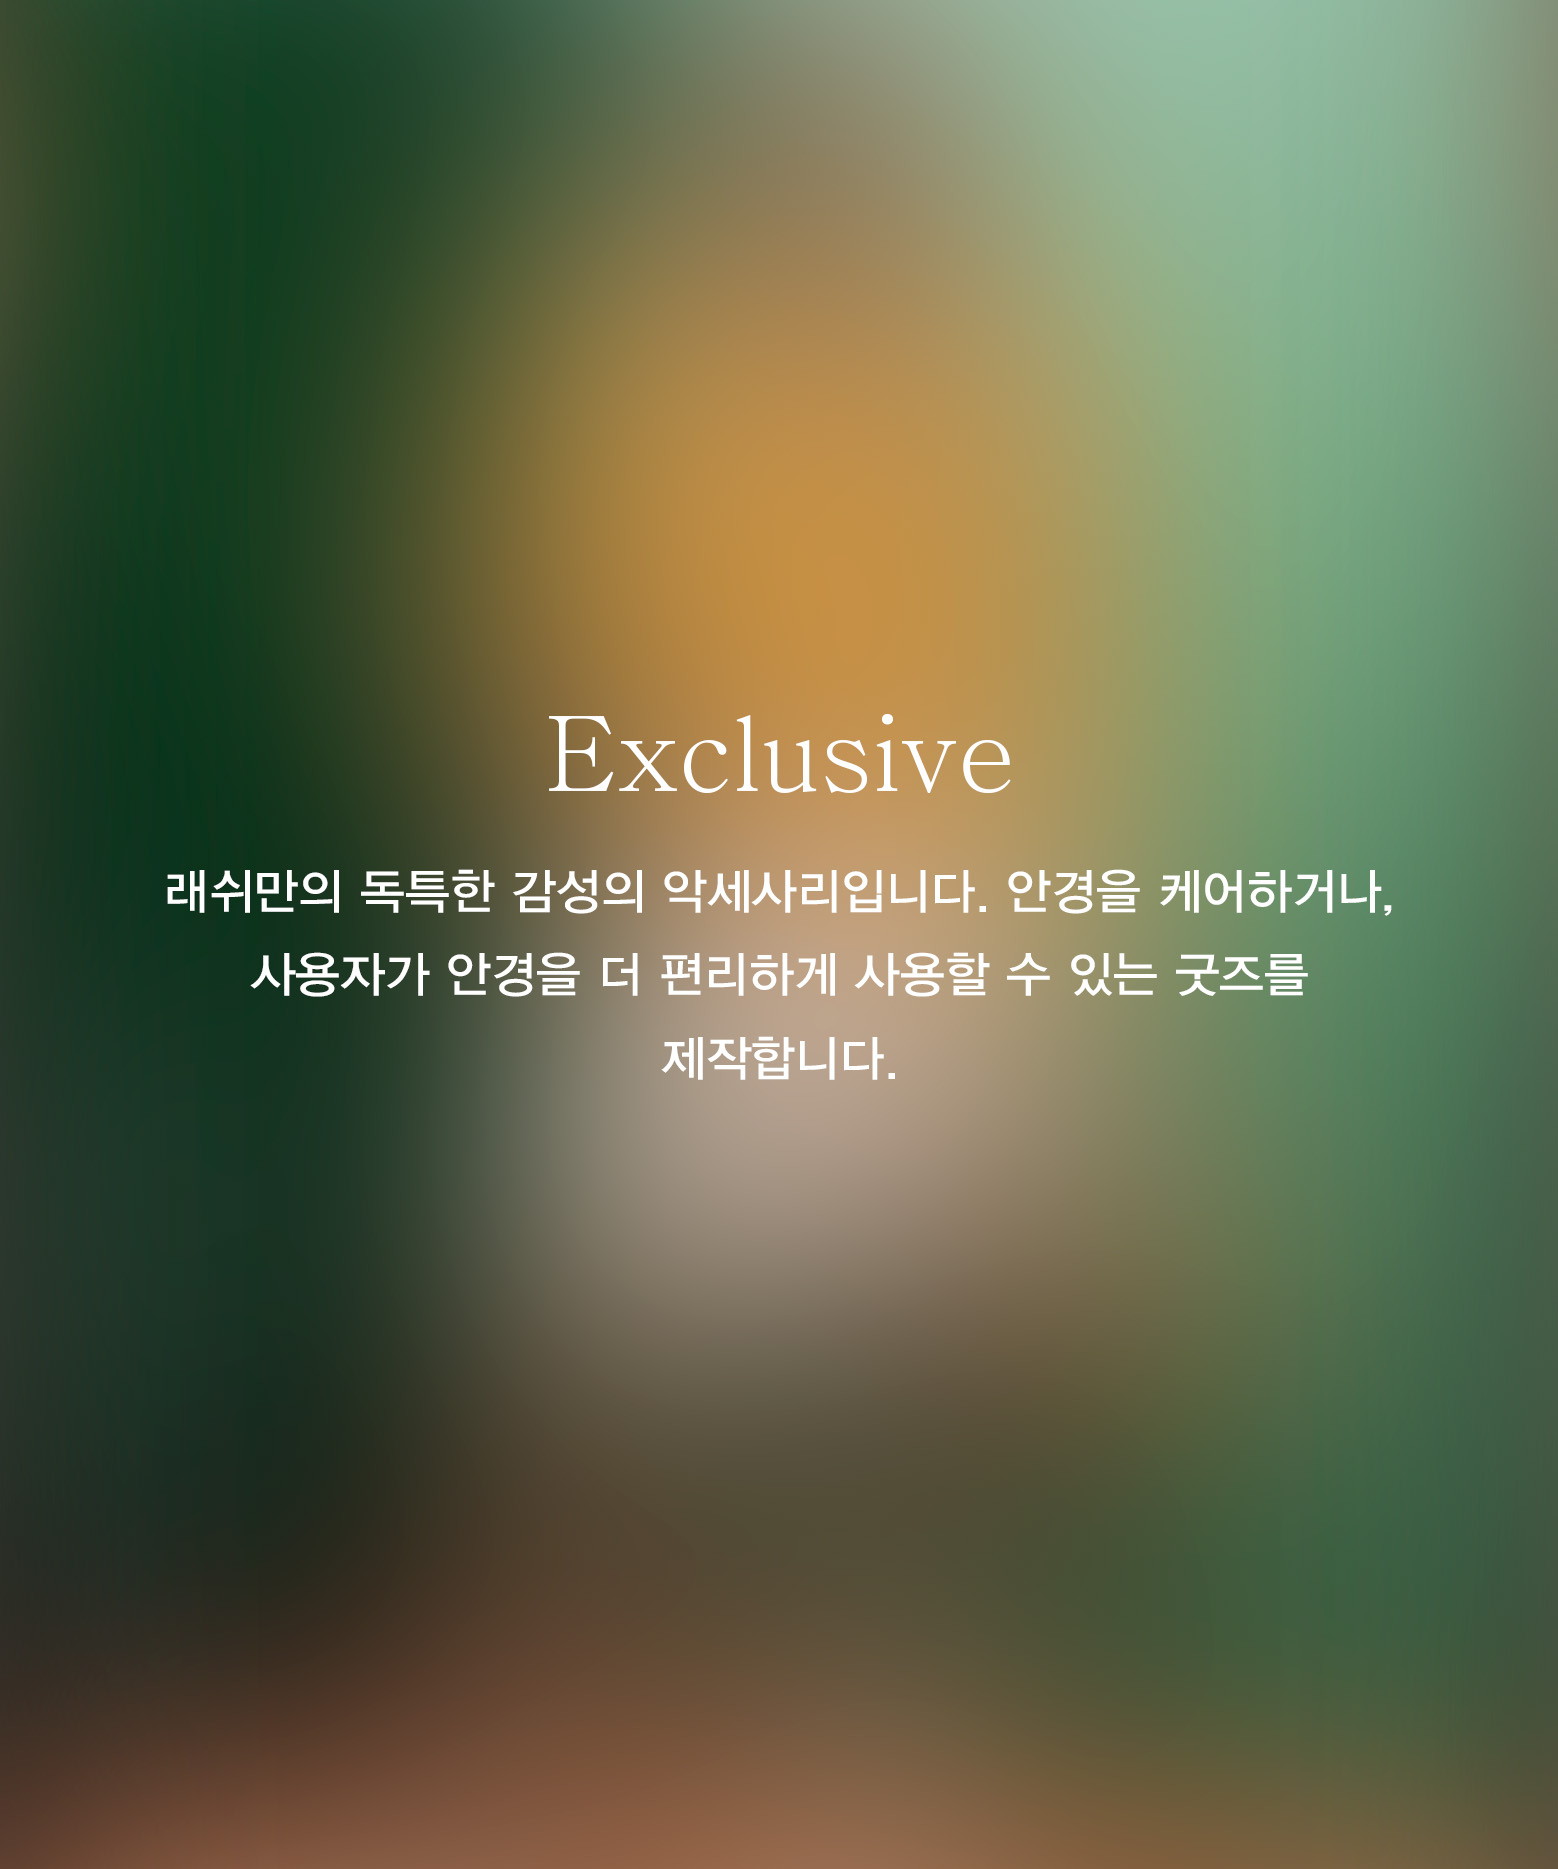 Exclusive
래쉬만의 독특한 감성의 악세사리입니다. 안경을 케어하거나,
사용자가 안경을 더 편리하게 사용할 수 있는 굿즈를
제작합니다.